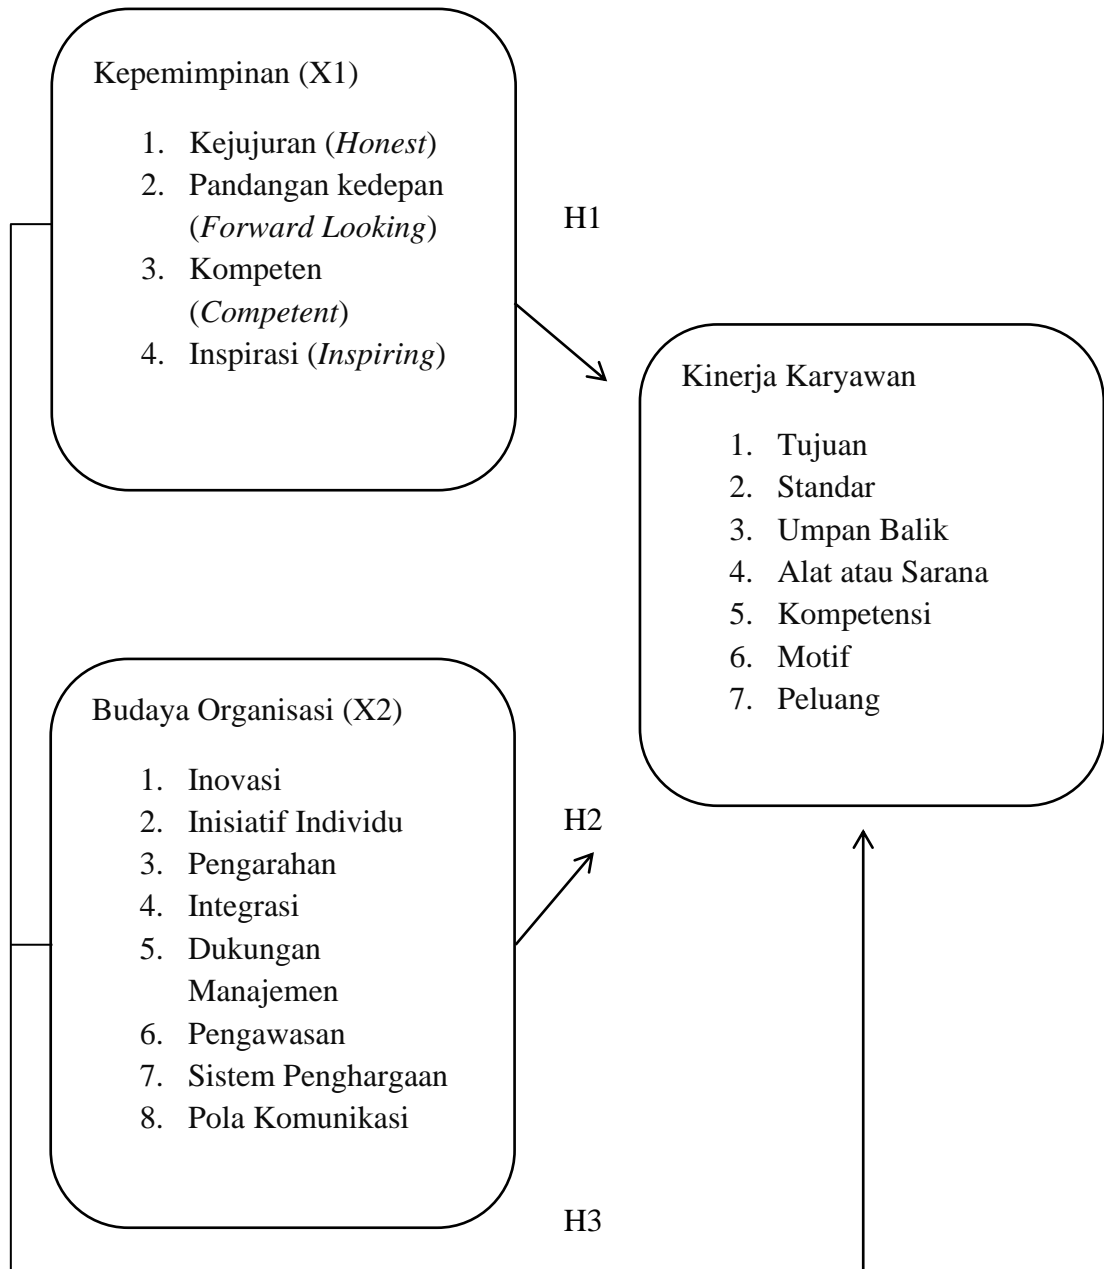 Kepemimpinan (X1)
1. Kejujuran (Honest)
2. Pandangan kedepan
(Forward Looking)
3. Kompeten
(Competent)
4. Inspirasi (Inspiring)
H1
Kinerja Karyawan
1. Tujuan
2. Standar
3. Umpan Balik
4. Alat atau Sarana
5. Kompetensi
6. Motif
7. Peluang
Budaya Organisasi (X2)
1. Inovasi
2. Inisiatif Individu
3. Pengarahan
4. Integrasi
5. Dukungan
Manajemen
6. Pengawasan
7. Sistem Penghargaan
8. Pola Komunikasi
H2
H3